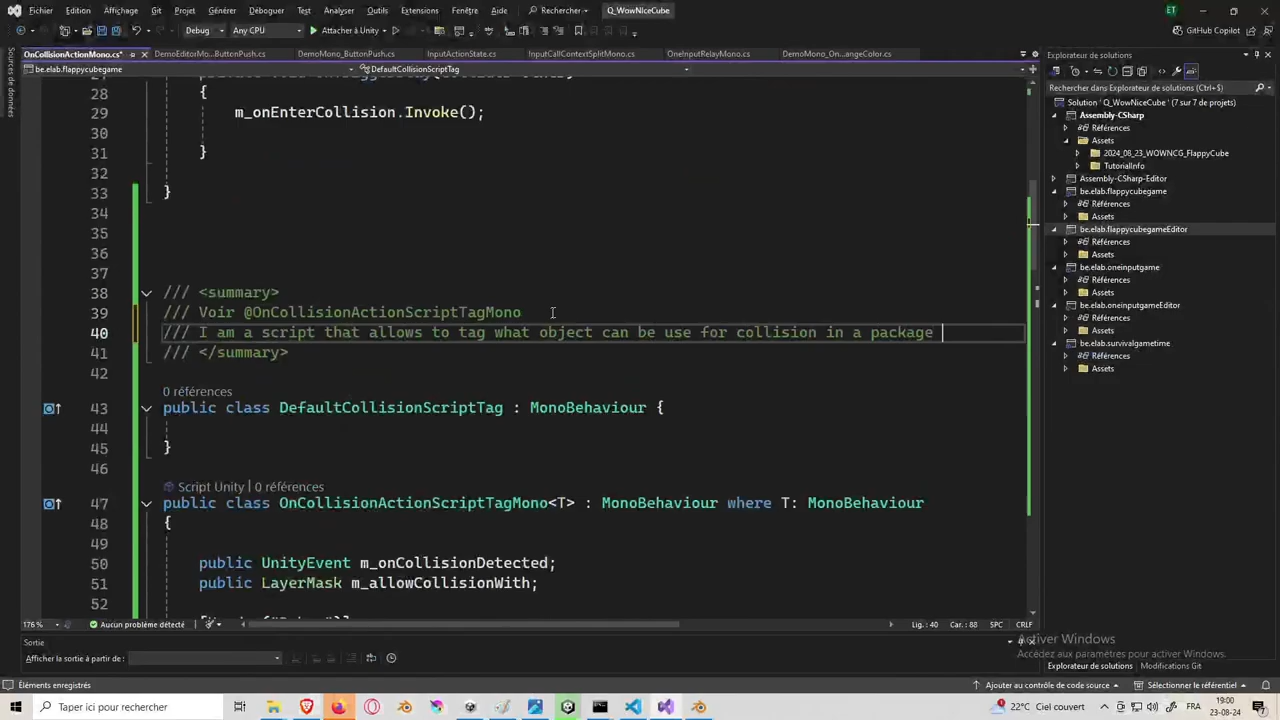 Fichier Edition Affichage Git Projet Générer Déboguer Test Analyser Outils Extensions Fenêtre Aide Rechercher Q_WowNiceCube ET
Debug Any CPU Attacher à Unity GitHub Copilot
OnCollisionActionMono.cs* DemoEditorMo...ButtonPush.cs DemoMono_ButtonPush.cs InputActionState.cs InputCallContextSplitMono.cs OneInputRelayMono.cs DemoMono_On...angeColor.cs
be.elab.flappycubegame DefaultCollisionScriptTag
Sources de données
28 {
29 m_onEnterCollision.Invoke();
30
31 }
32
33 }
34
35
36
37
38 /// <summary>
39 /// Voir @OnCollisionActionScriptTagMono
40 /// I am a script that allows to tag what object can be use for collision in a package
41 /// </summary>
42
0 références
43 public class DefaultCollisionScriptTag : MonoBehaviour {
44
45 }
46
Script Unity | 0 références
47 public class OnCollisionActionScriptTagMono<T> : MonoBehaviour where T: MonoBehaviour
48 {
49
50 public UnityEvent m_onCollisionDetected;
51 public LayerMask m_allowCollisionWith;
52
176 % Aucun problème détecté Lig. : 40 Car. : 88 SPC CRLF
Sortie
Afficher la sortie à partir de :
Explorateur de solutions
Rechercher dans Explorateur de solutions (Ctrl+$)
Solution 'Q_WowNiceCube' (7 sur 7 de projets)
Assembly-CSharp
Références
Assets
2024_08_23_WOWNCG_FlappyCube
TutorialInfo
Assembly-CSharp-Editor
be.elab.flappycubegame
Références
Assets
be.elab.flappycubegameEditor
Références
Assets
be.elab.oneinputgame
Références
Assets
be.elab.oneinputgameEditor
Références
Assets
be.elab.survivalgametime
Références
Assets
Activer Windows
Accédez aux paramètres pour activer Windows.
Explorateur de solutions Modifications Git
Éléments enregistrés Ajouter au contrôle de code source Sélectionner le référentiel
Taper ici pour rechercher 22°C Ciel couvert FRA 19:00
23-08-24